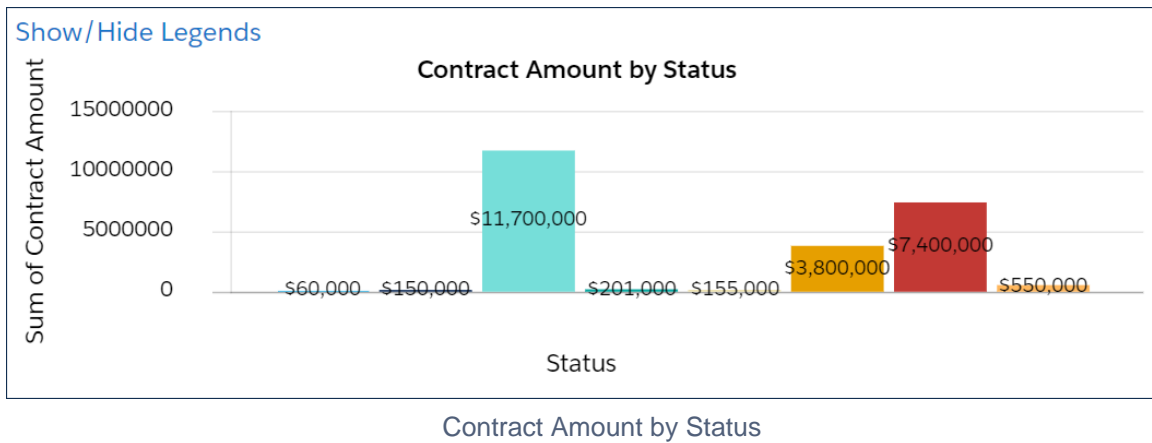 Show/Hide Legends
Contract Amount by Status
Sum of Contract Amount
15000000
10000000
5000000
0
$60,000
$150,000
$11,700,000
$201,000
$155,000
$3,800,000
$7,400,000
$550,000
Status
Contract Amount by Status